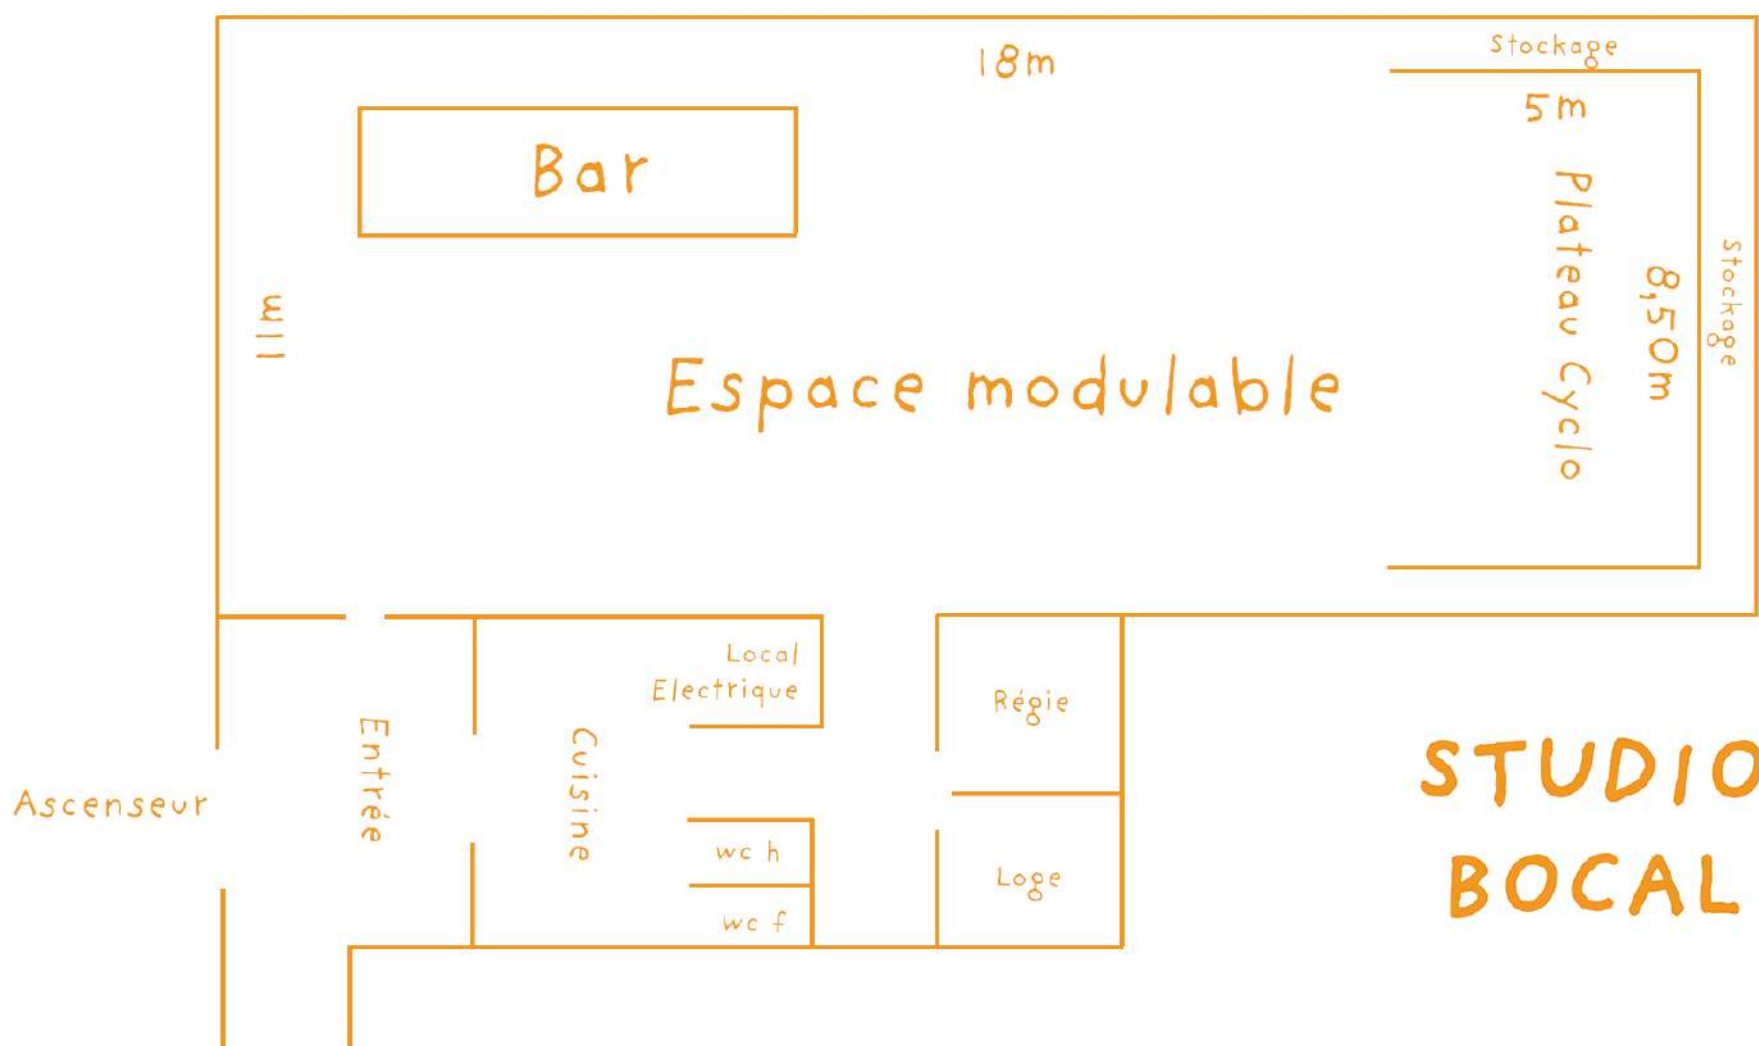 Stockage
18m
5m
Bar
Plateau Cyclo
8,50m
Stockage
11m
Espace modulable
Local
Electrique
Régie
Entrée
Cuisine
STUDIO
Ascenseur
wc h
Loge
BOCAL
wc f